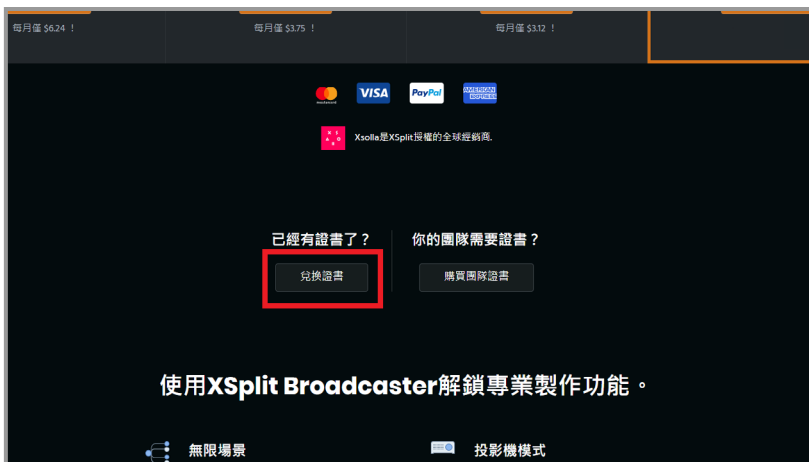 每月僅 $6.24 ！
每月僅 $3.75 ！
每月僅 $3.12 ！
mastercard VISA PayPal AMERICAN EXPRESS
Xsolla是XSplit授權的全球經銷商.
已經有證書了？ 你的團隊需要證書？
兌換證書 購買團隊證書
使用XSplit Broadcaster解鎖專業製作功能。
無限場景 投影機模式